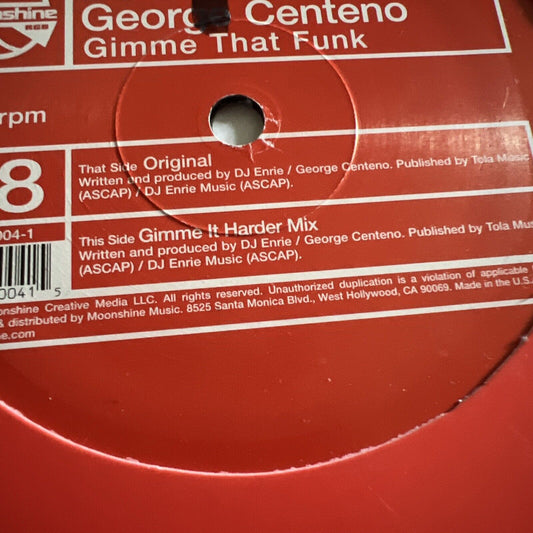 George Centeno
Gimme That Funk
rpm
8
That Side Original
Written and produced by DJ Enrie / George Centeno. Published by Tola Music
(ASCAP) / DJ Enrie Music (ASCAP).
004-1
This Side Gimme It Harder Mix
Written and produced by DJ Enrie / George Centeno. Published by Tola Mus
(ASCAP) / DJ Enrie Music (ASCAP).
0041 5
onshine Creative Media LLC. All rights reserved. Unauthorized duplication is a violation of applicable
& distributed by Moonshine Music. 8525 Santa Monica Blvd., West Hollywood, CA 90069. Made in the U.S.
ne.com